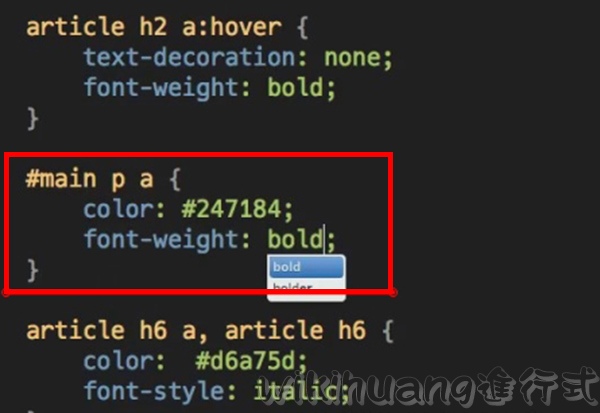 article h2 a:hover {
text-decoration: none;
font-weight: bold;
}
#main p a {
color: #247184;
font-weight: bold;
}
bold
bolder
article h6 a, article h6 {
color: #d6a75d;
font-style: italic;
wikihuang進行式